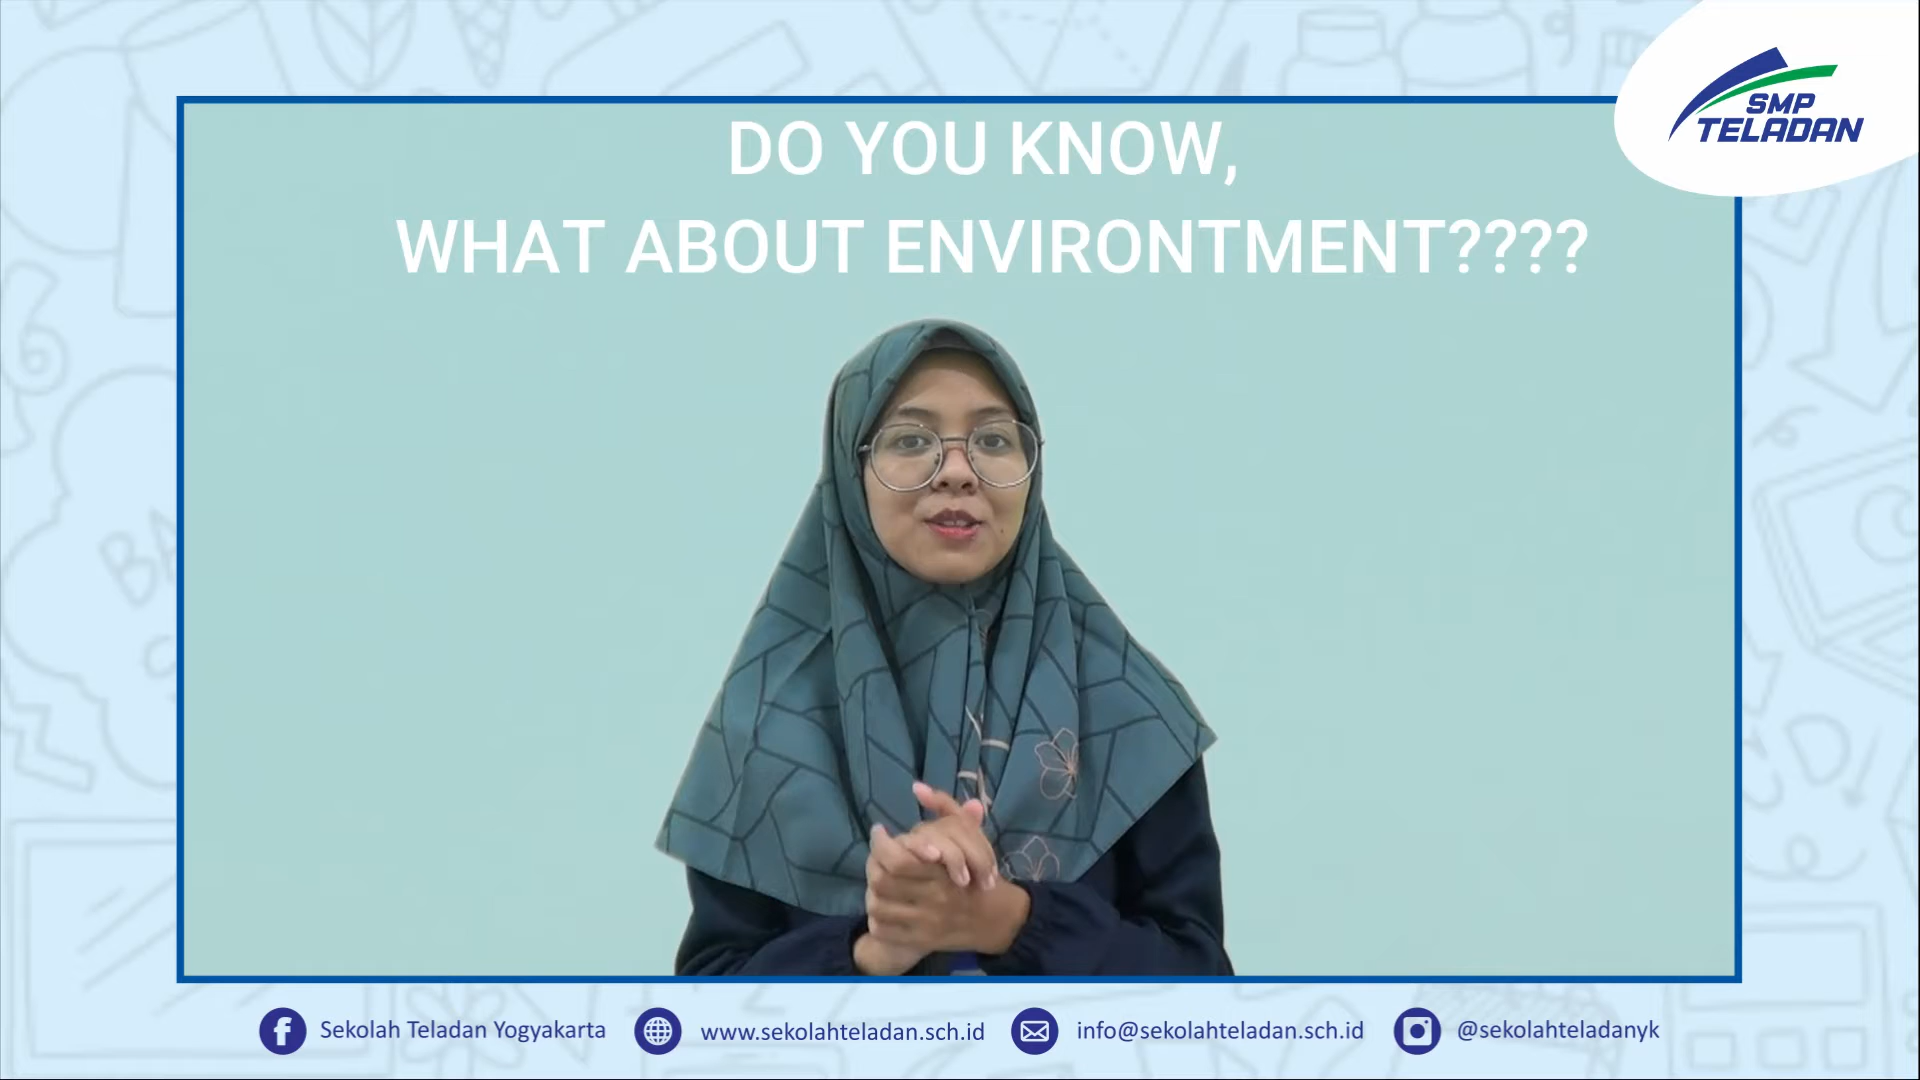 SMP
TELADAN
DO YOU KNOW,
WHAT ABOUT ENVIRONTMENT????
Sekolah Teladan Yogyakarta
www.sekolahteladan.sch.id
info@sekolahteladan.sch.id
@sekolahteladanyk